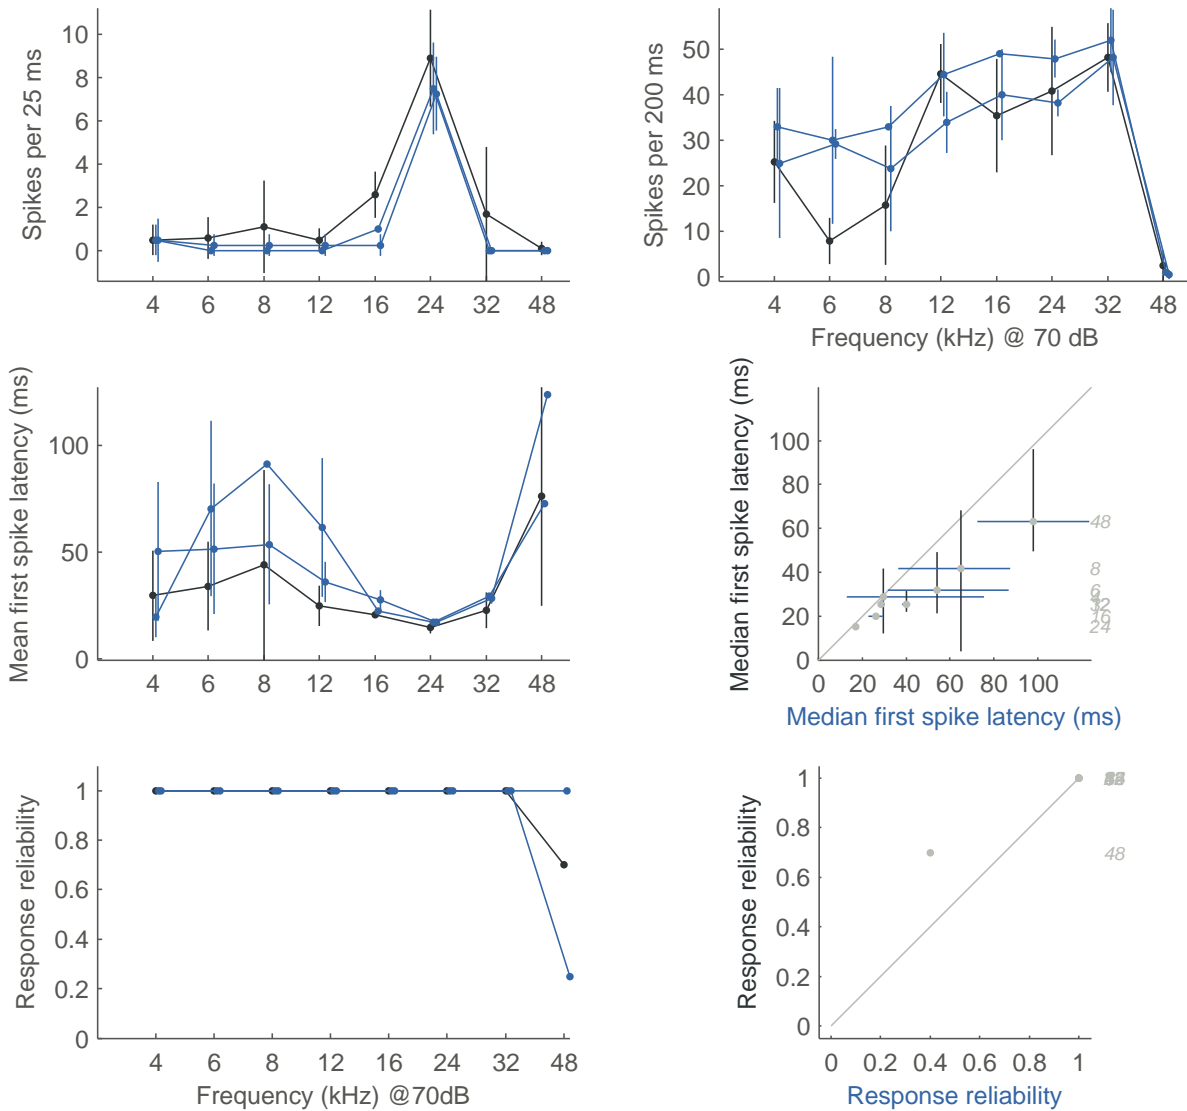 Spikes per 25 ms
10
8
6
4
2
0
4 6 8 12 16 24 32 48
Spikes per 200 ms
50
40
30
20
10
0
4 6 8 12 16 24 32 48
Frequency (kHz) @ 70 dB
Mean first spike latency (ms)
100
50
0
4 6 8 12 16 24 32 48
Median first spike latency (ms)
100
80
60
40
20
0
48
8
6
16
24
0 20 40 60 80 100
Median first spike latency (ms)
Response reliability
1
0.8
0.6
0.4
0.2
0
4 6 8 12 16 24 32 48
Frequency (kHz) @70dB
Response reliability
1
0.8
0.6
0.4
0.2
0
48
0 0.2 0.4 0.6 0.8 1
Response reliability